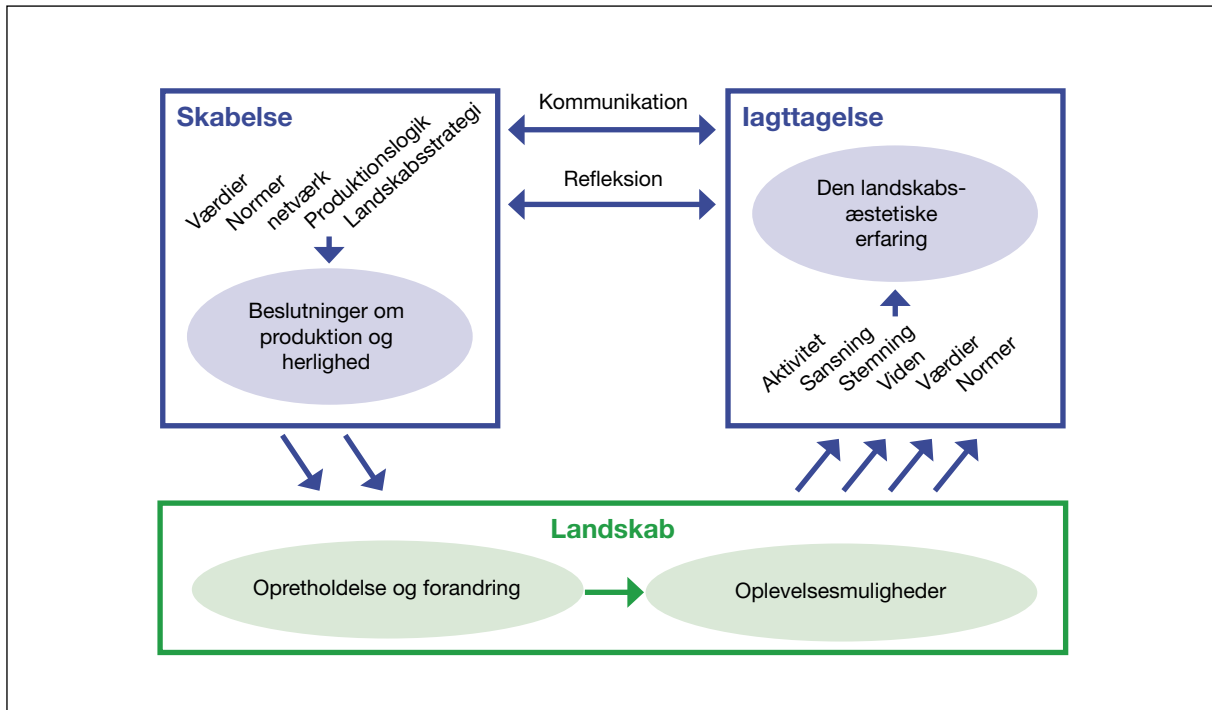 Skabelse
Værdier
Normer
netværk
Produktionslogik
Landskabsstrategi
Beslutninger om
produktion og
herlighed
Kommunikation
Refleksion
Iagttagelse
Den landskabs-
æstetiske
erfaring
Aktivitet
Sansning
Stemning
Viden
Værdier
Normer
Landskab
Opretholdelse og forandring
Oplevelsesmuligheder